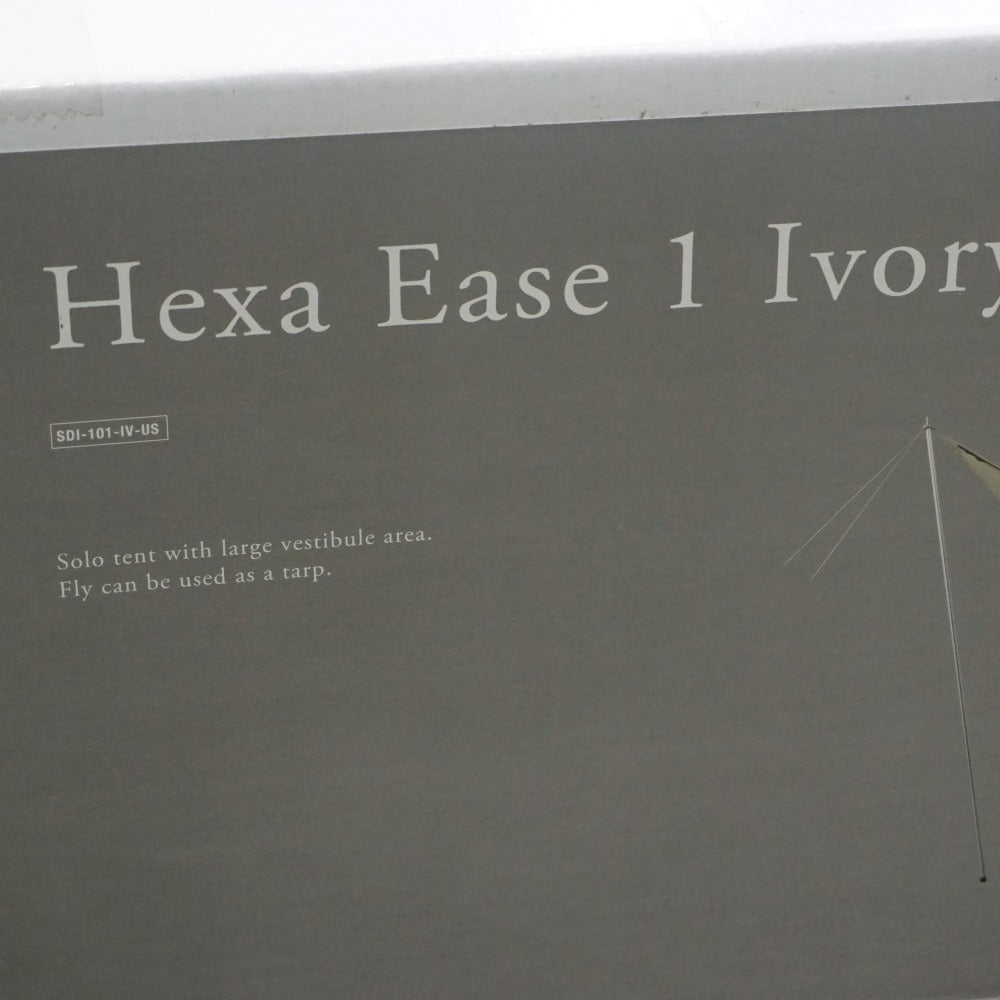 Hexa Ease 1 Ivory
SDI-101-IV-US
Solo tent with large vestibule area.
Fly can be used as a tarp.